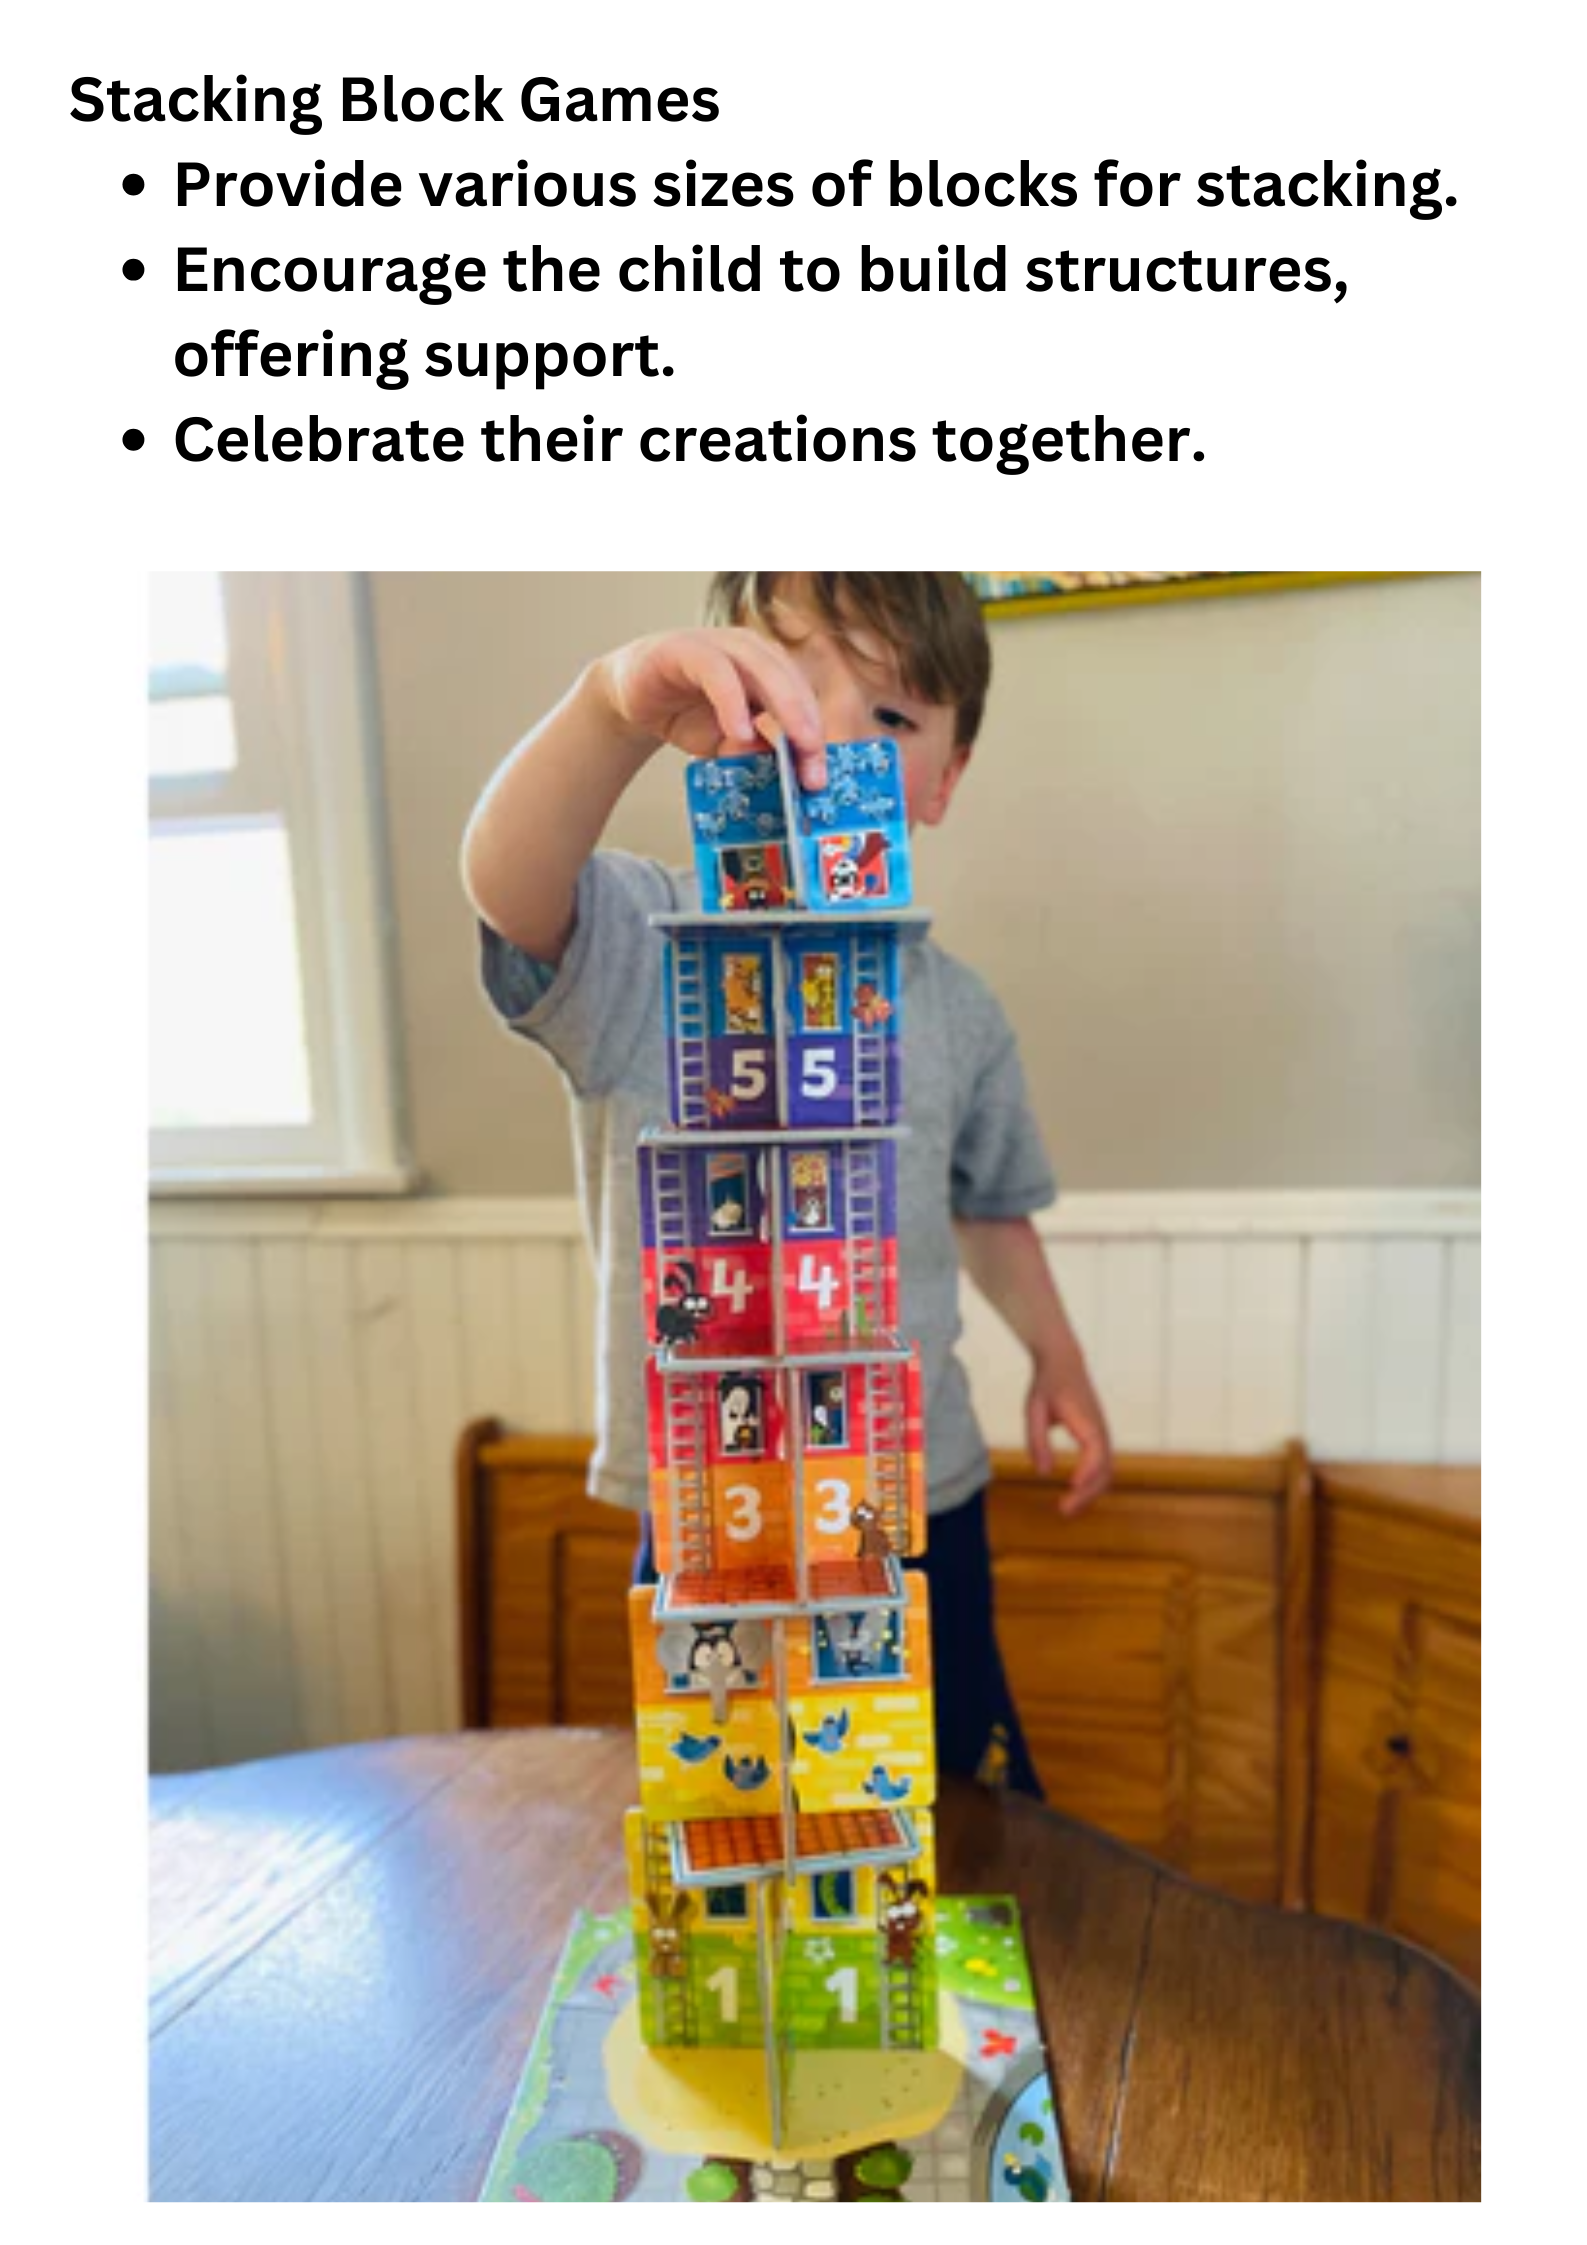 Stacking Block Games
• Provide various sizes of blocks for stacking.
• Encourage the child to build structures,
offering support.
• Celebrate their creations together.
5 5
4 4
3 3
1 1